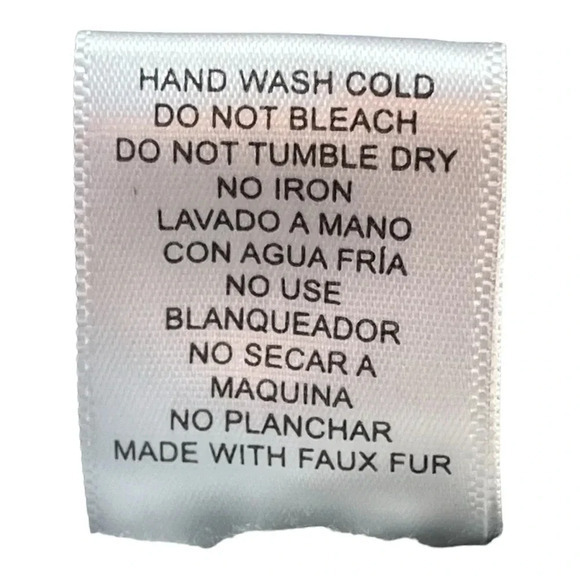 HAND WASH COLD
DO NOT BLEACH
DO NOT TUMBLE DRY
NO IRON
LAVADO A MANO
CON AGUA FRÍA
NO USE
BLANQUEADOR
NO SECAR A
MAQUINA
NO PLANCHAR
MADE WITH FAUX FUR